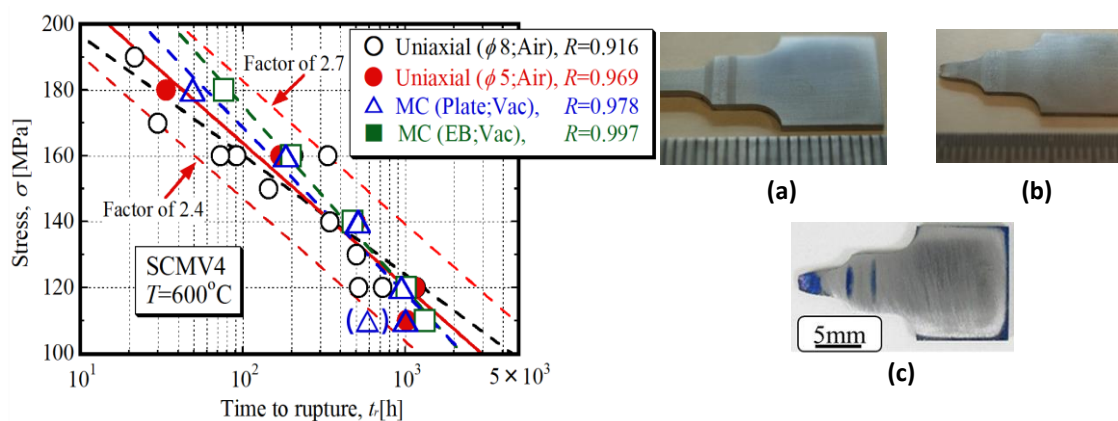 Stress, σ [MPa]
200
180
160
140
120
100
Factor of 2.7
Factor of 2.4
SCMV4
T=600°C
( )
Uniaxial (ϕ8;Air), R=0.916
Uniaxial (ϕ5;Air), R=0.969
MC (Plate;Vac), R=0.978
MC (EB;Vac), R=0.997
10¹ 10² 10³ 5×10³
Time to rupture, tᵣ[h]
(a)
(b)
5mm
(c)